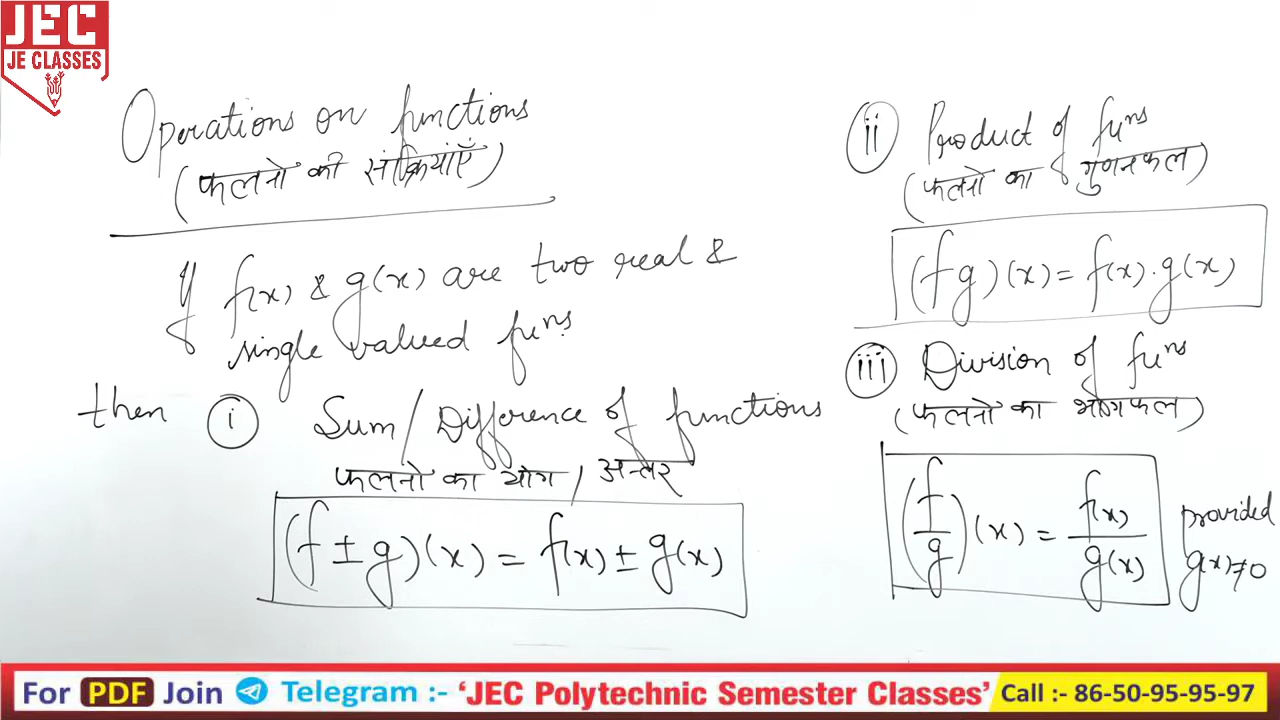 JEC
JE CLASSES
Operations on functions
(फलनो की संक्रियाएँ)
If f(x) & g(x) are two real &
single valued fuⁿˢ
then (i) Sum/Difference of functions
फलनो का योग/अन्तर
(f ± g)(x) = f(x) ± g(x)
(ii) Product of fuⁿˢ
(फलनो का गुणनफल)
(fg)(x) = f(x).g(x)
(iii) Division of fuⁿˢ
(फलनो का भागफल)
(f/g)(x) = f(x)/g(x) provided
g(x)≠0
For PDF Join Telegram :- ‘JEC Polytechnic Semester Classes’ Call :- 86-50-95-95-97